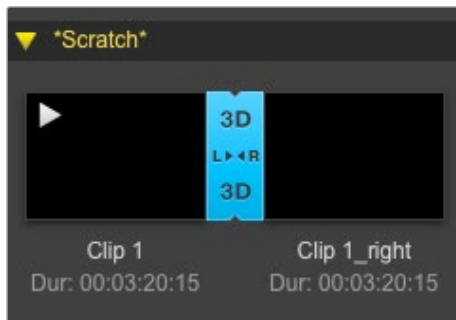 *Scratch*
3D
L R
3D
Clip 1 Clip 1_right
Dur: 00:03:20:15 Dur: 00:03:20:15